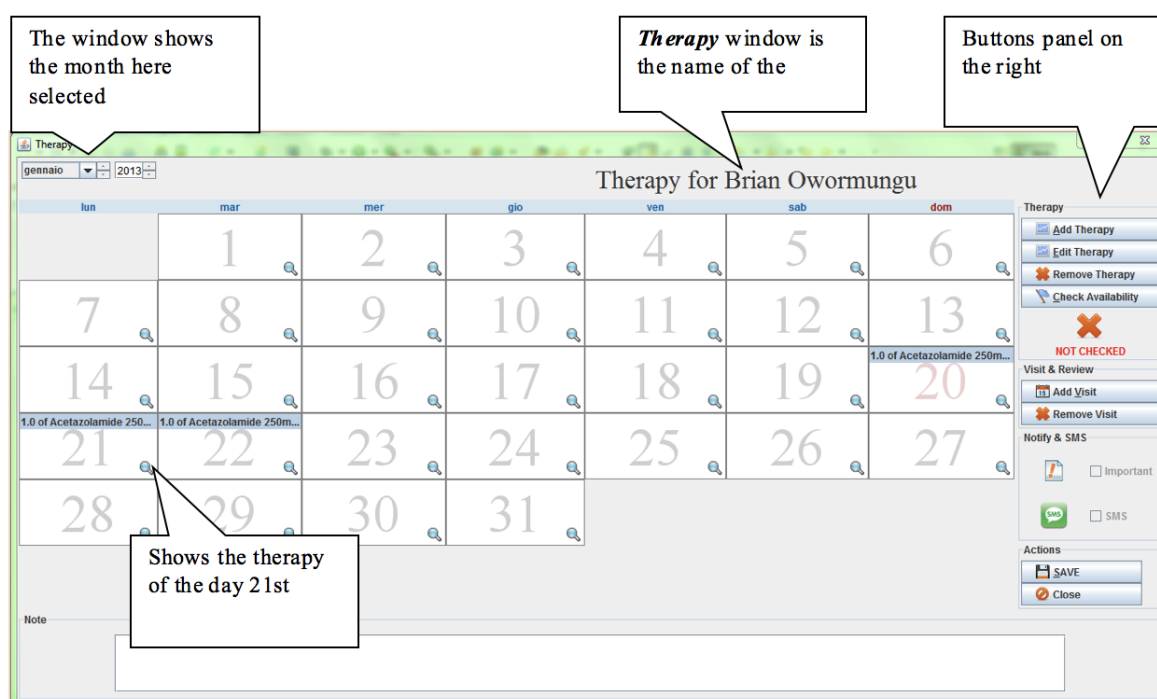 The window shows
the month here
selected
Therapy window is
the name of the
Buttons panel on
the right
Therapy
gennaio 2013
Therapy for Brian Owormungu
lun mar mer gio ven sab dom
1 2 3 4 5 6
7 8 9 10 11 12 13
1.0 of Acetazolamide 250m...
14 15 16 17 18 19 20
1.0 of Acetazolamide 250... 1.0 of Acetazolamide 250m...
21 22 23 24 25 26 27
28 29 30 31
Shows the therapy
of the day 21st
Note
Therapy
Add Therapy
Edit Therapy
Remove Therapy
Check Availability
NOT CHECKED
Visit & Review
15 Add Visit
Remove Visit
Notify & SMS
Important
SMS SMS
Actions
SAVE
Close